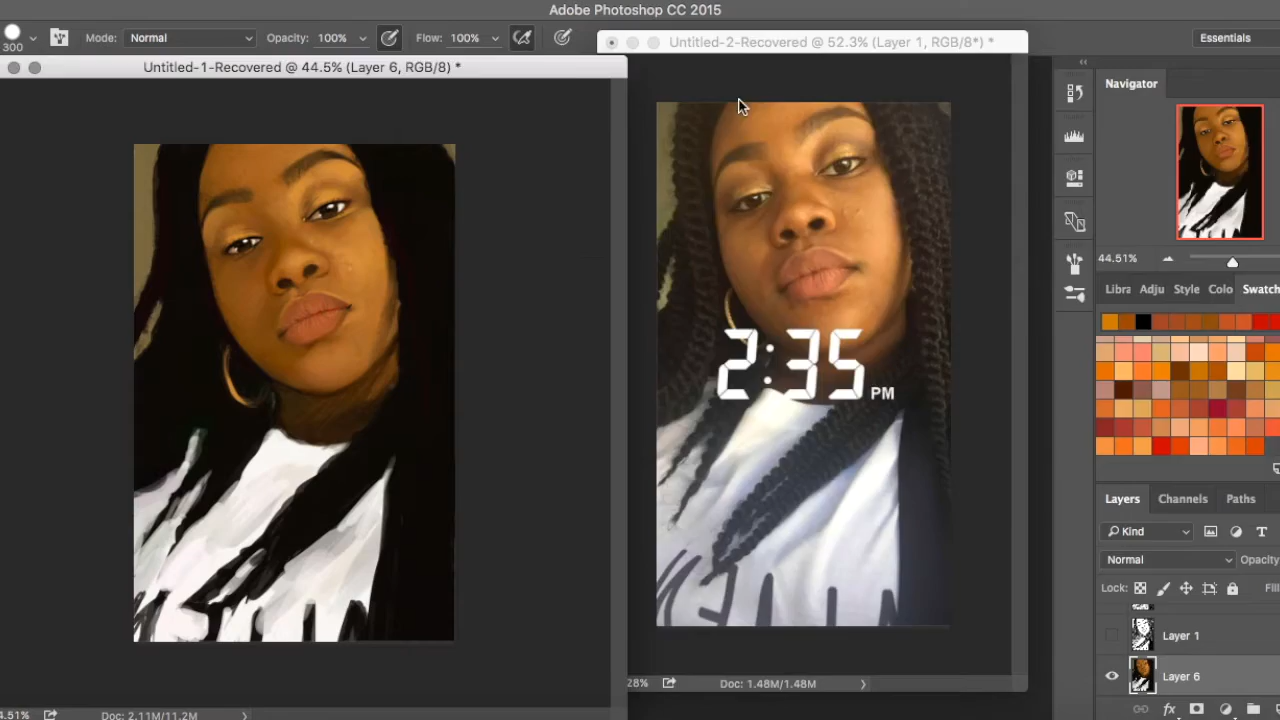 Adobe Photoshop CC 2015
300
Mode: Normal
Opacity: 100%
Flow: 100%
Essentials
Untitled-2-Recovered @ 52.3% (Layer 1, RGB/8*) *
Untitled-1-Recovered @ 44.5% (Layer 6, RGB/8) *
Navigator
2:35 PM
44.51%
Libra Adju Style Colo Swatch
Layers Channels Paths
Kind
Normal
Opacity
Lock:
Fill
Layer 1
Layer 6
28%
Doc: 1.48M/1.48M
4.51%
Doc: 2.11M/11.2M
fx